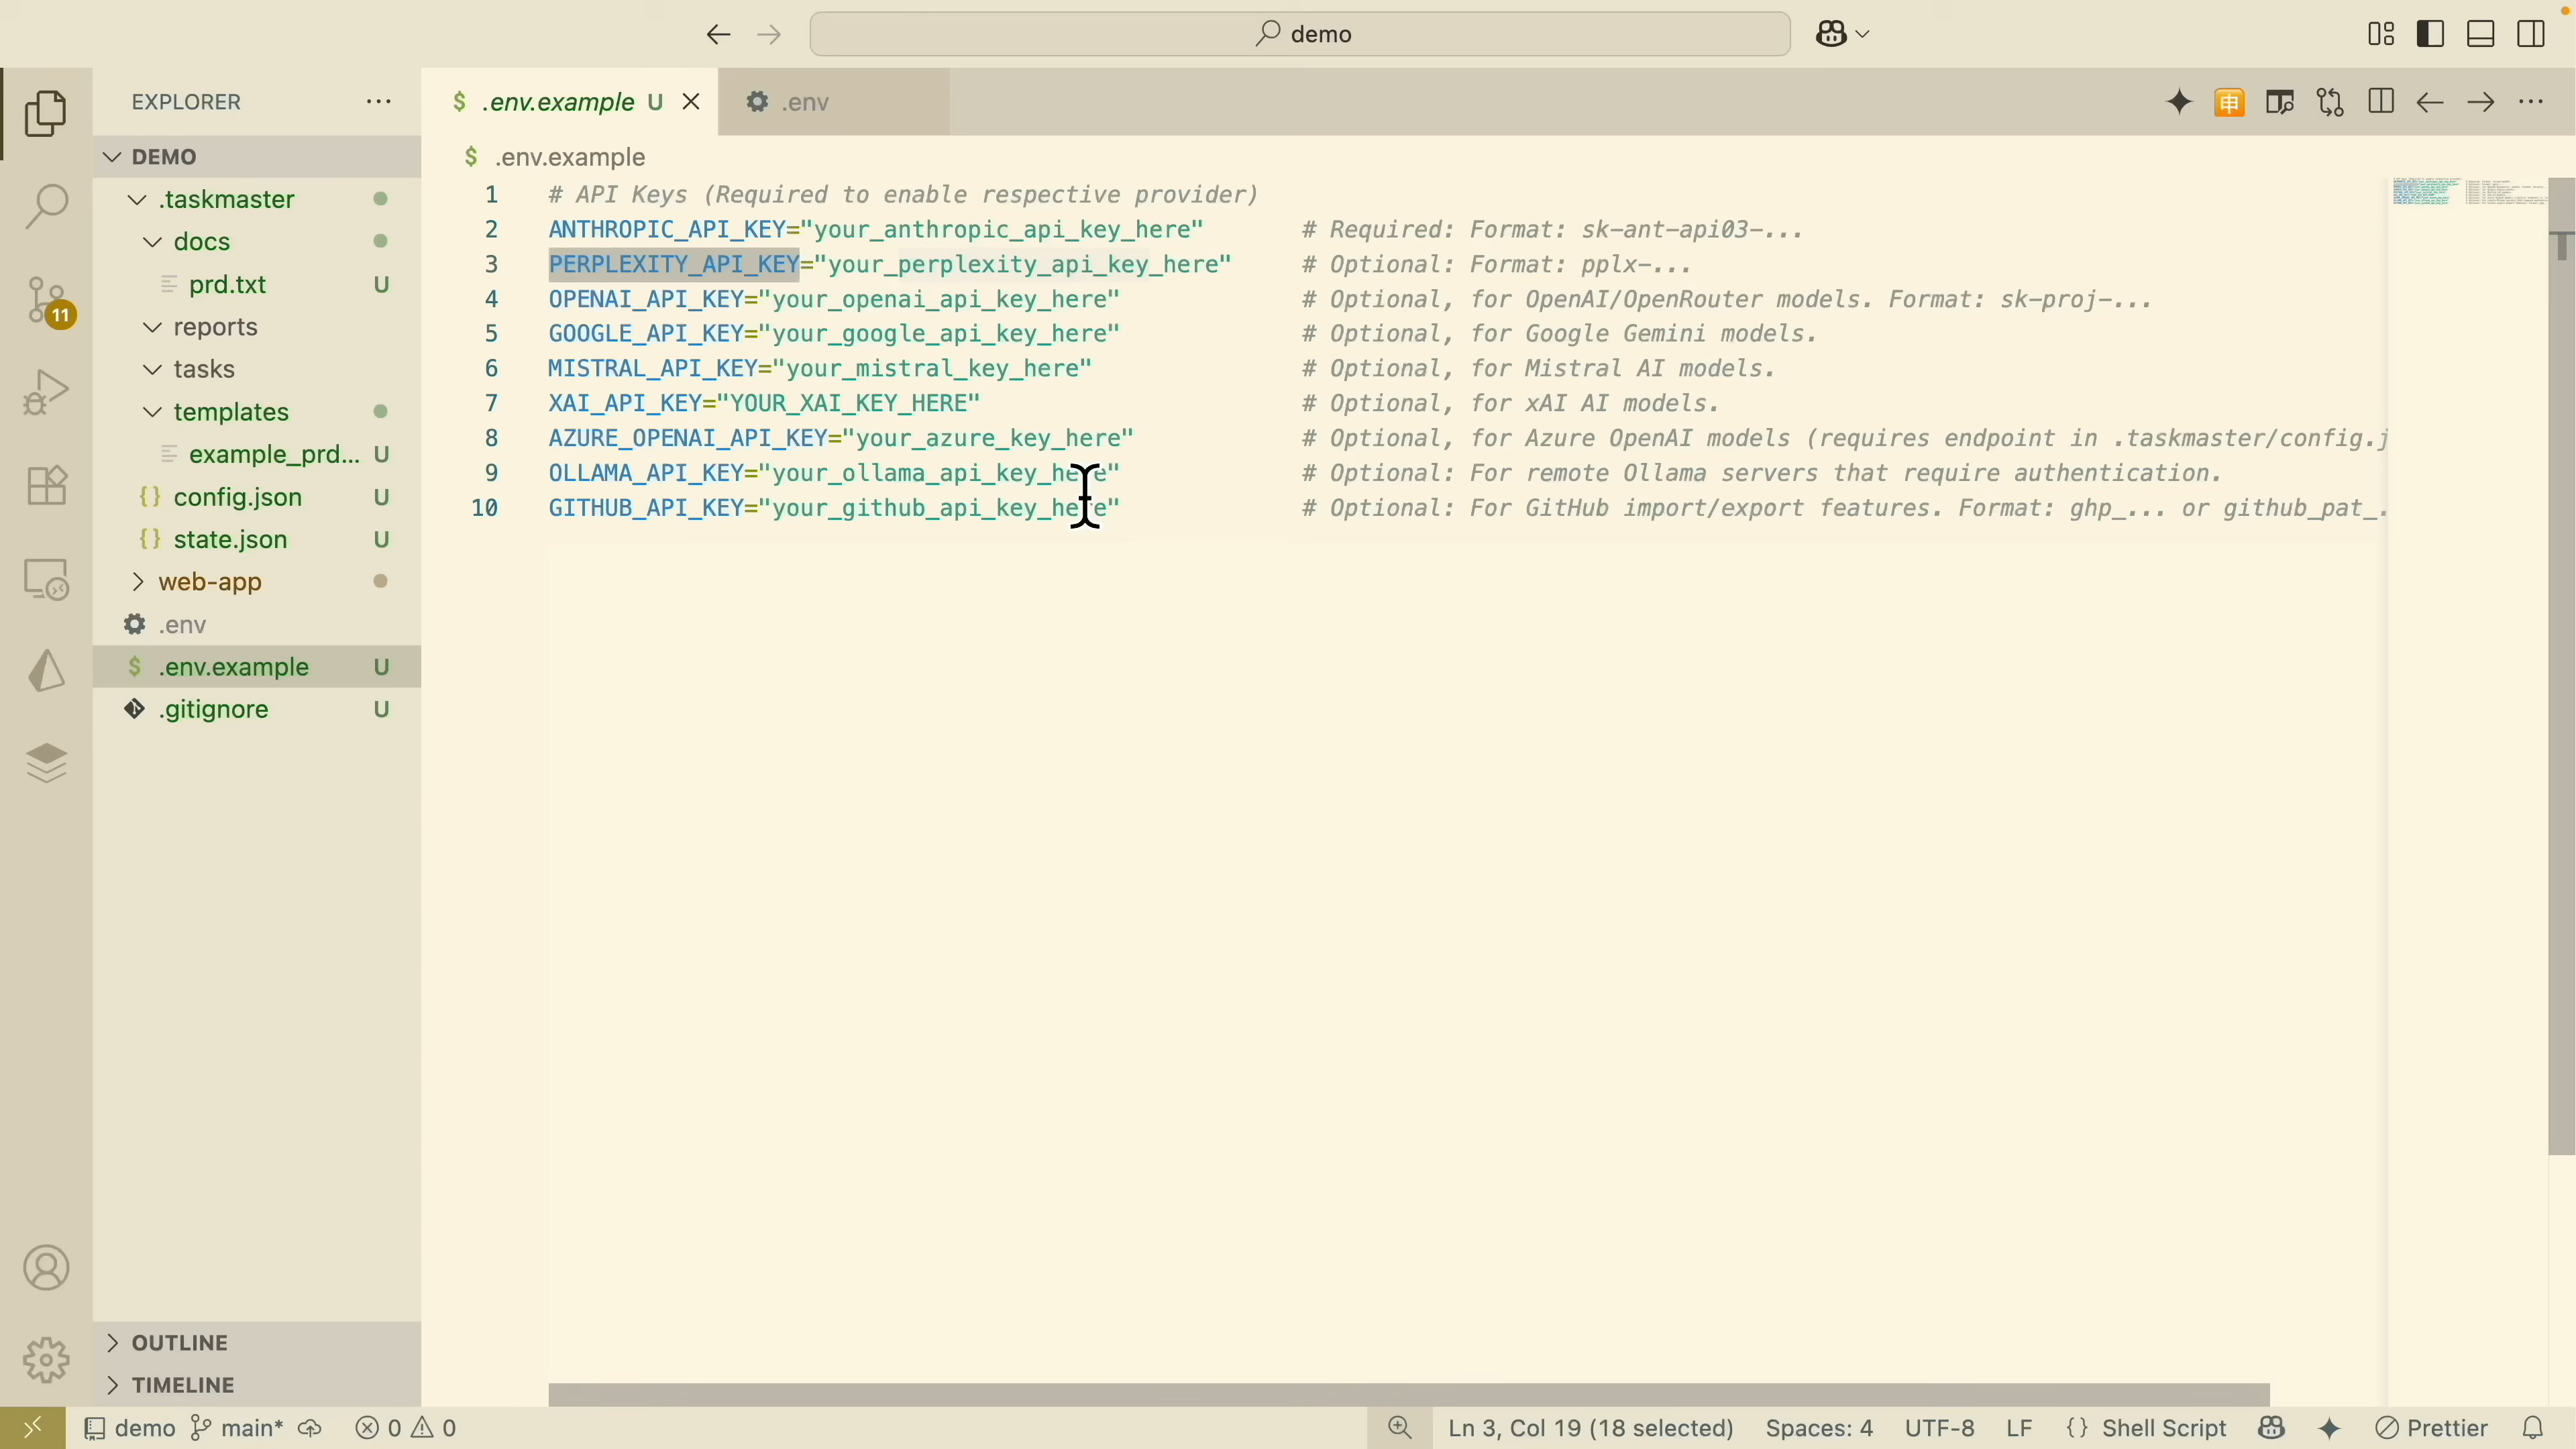 demo
EXPLORER
DEMO
.taskmaster
docs
prd.txt U
reports
tasks
templates
example_prd... U
config.json U
state.json U
web-app
.env
.env.example U
.gitignore U
OUTLINE
TIMELINE
11
.env.example U
.env
$ .env.example
1 # API Keys (Required to enable respective provider)
2 ANTHROPIC_API_KEY="your_anthropic_api_key_here" # Required: Format: sk-ant-api03-...
3 PERPLEXITY_API_KEY="your_perplexity_api_key_here" # Optional: Format: pplx-...
4 OPENAI_API_KEY="your_openai_api_key_here" # Optional, for OpenAI/OpenRouter models. Format: sk-proj-...
5 GOOGLE_API_KEY="your_google_api_key_here" # Optional, for Google Gemini models.
6 MISTRAL_API_KEY="your_mistral_key_here" # Optional, for Mistral AI models.
7 XAI_API_KEY="YOUR_XAI_KEY_HERE" # Optional, for xAI AI models.
8 AZURE_OPENAI_API_KEY="your_azure_key_here" # Optional, for Azure OpenAI models (requires endpoint in .taskmaster/config.j
9 OLLAMA_API_KEY="your_ollama_api_key_here" # Optional: For remote Ollama servers that require authentication.
10 GITHUB_API_KEY="your_github_api_key_here" # Optional: For GitHub import/export features. Format: ghp_... or github_pat_.
demo main* 0 0 Ln 3, Col 19 (18 selected) Spaces: 4 UTF-8 LF {} Shell Script Prettier